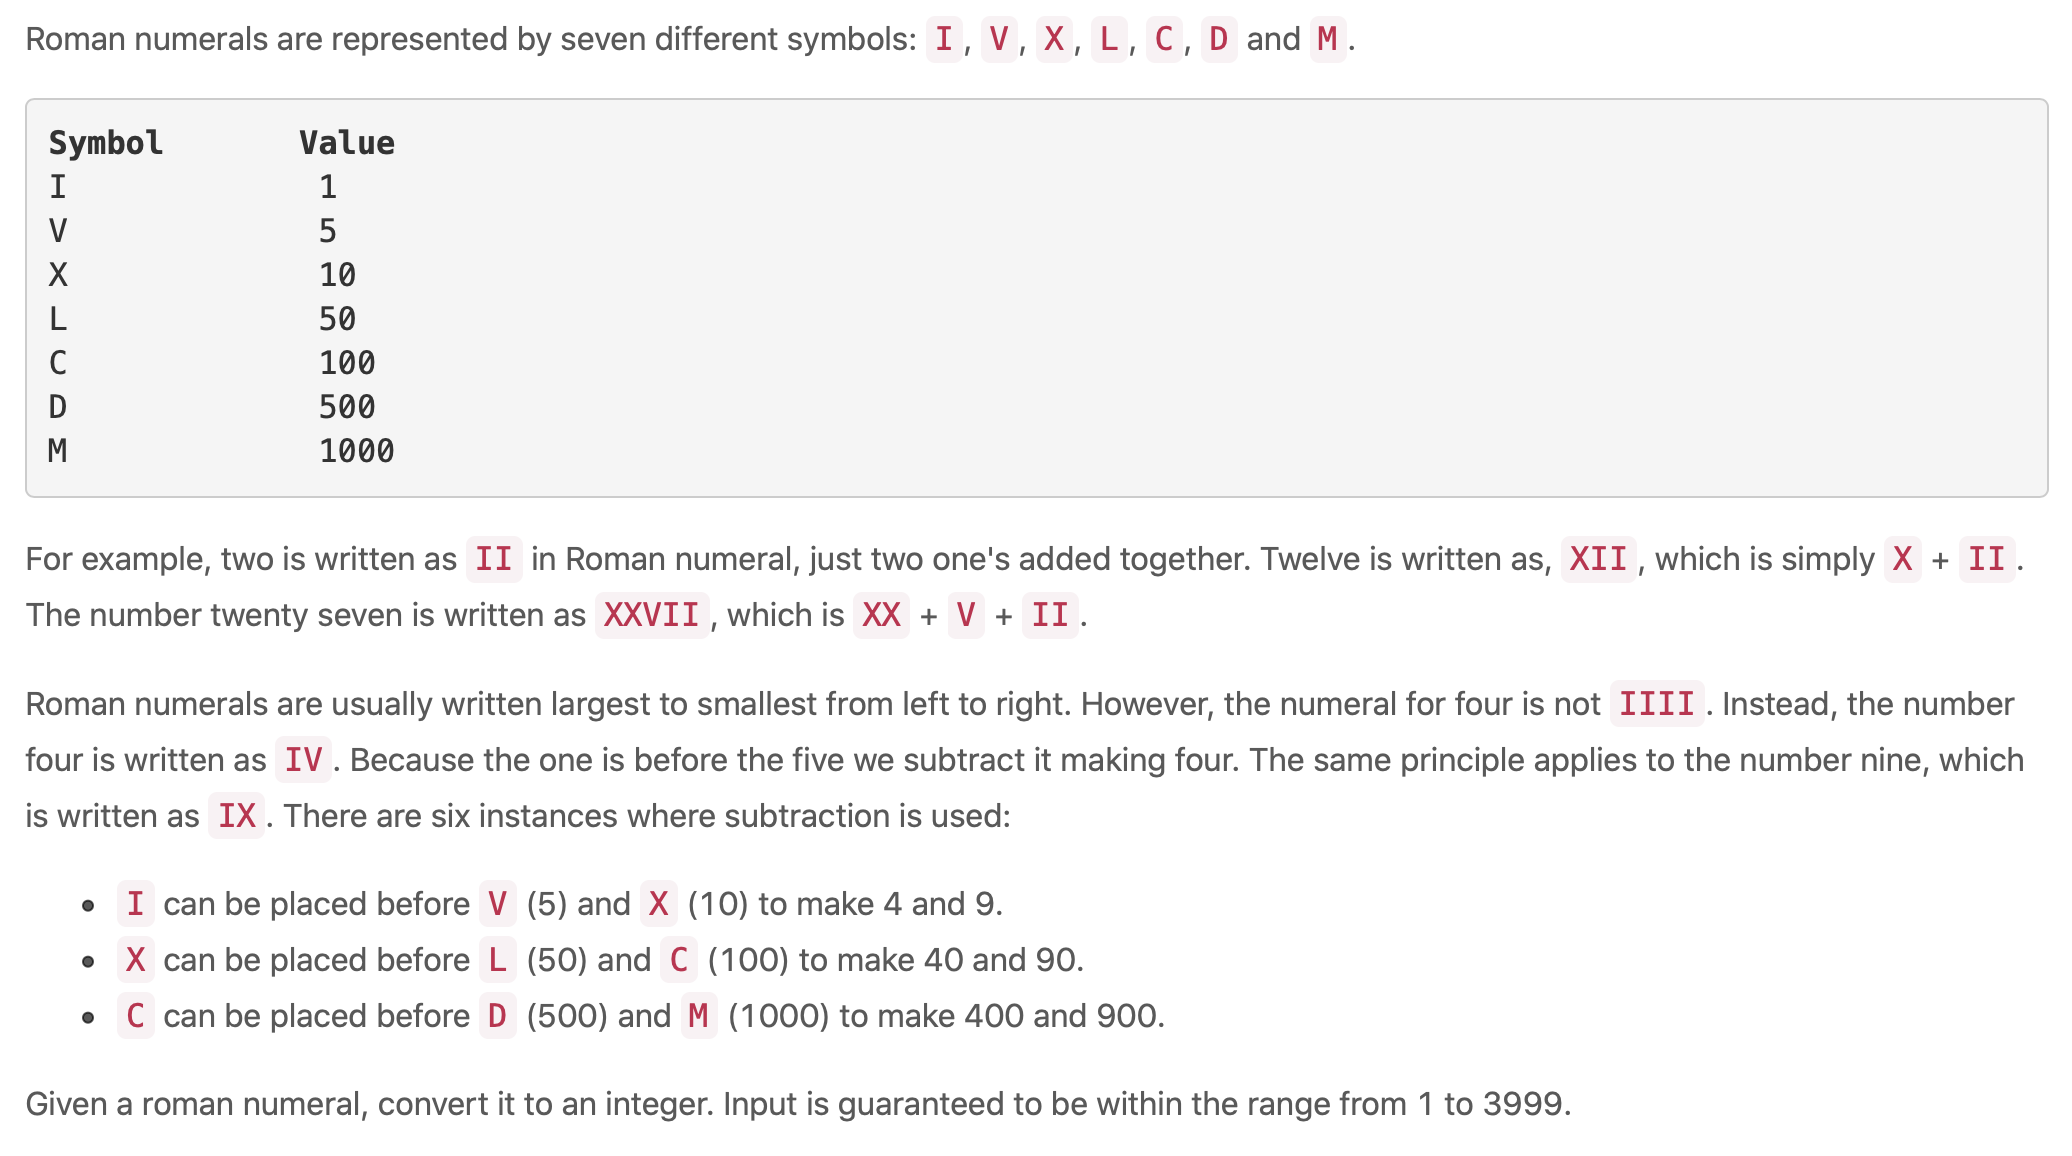 Roman numerals are represented by seven different symbols: I, V, X, L, C, D and M.
Symbol Value
I 1
V 5
X 10
L 50
C 100
D 500
M 1000
For example, two is written as II in Roman numeral, just two one's added together. Twelve is written as, XII, which is simply X + II.
The number twenty seven is written as XXVII, which is XX + V + II.
Roman numerals are usually written largest to smallest from left to right. However, the numeral for four is not IIII. Instead, the number
four is written as IV. Because the one is before the five we subtract it making four. The same principle applies to the number nine, which
is written as IX. There are six instances where subtraction is used:
• I can be placed before V (5) and X (10) to make 4 and 9.
• X can be placed before L (50) and C (100) to make 40 and 90.
• C can be placed before D (500) and M (1000) to make 400 and 900.
Given a roman numeral, convert it to an integer. Input is guaranteed to be within the range from 1 to 3999.